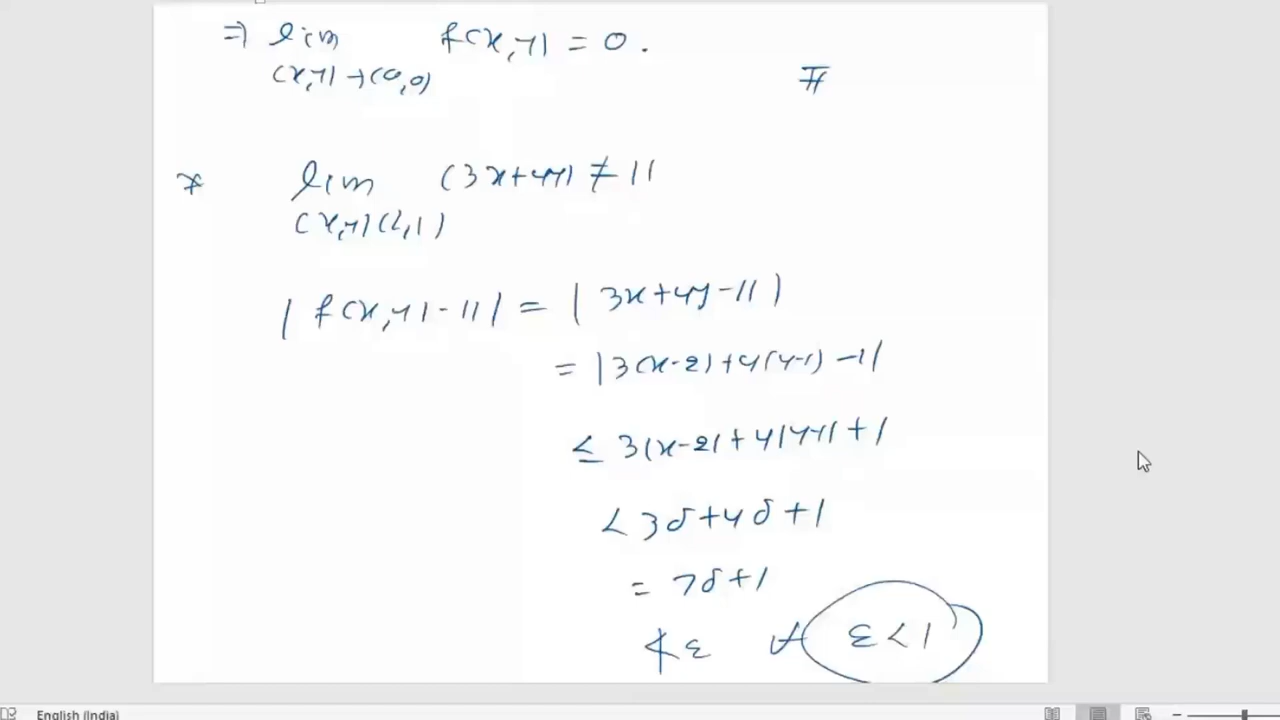 ⇒ lim f(x,y) = 0.
(x,y)→(0,0)
#
* lim (3x+4y) ≠ 11
(x,y)(2,1)
|f(x,y)-11| = |3x+4y-11|
= |3(x-2)+4(y-1)-1|
≤ 3|x-2|+4|y-1|+1
< 3δ+4δ+1
= 7δ+1
≮ ε ∀ ε<1
English (India)